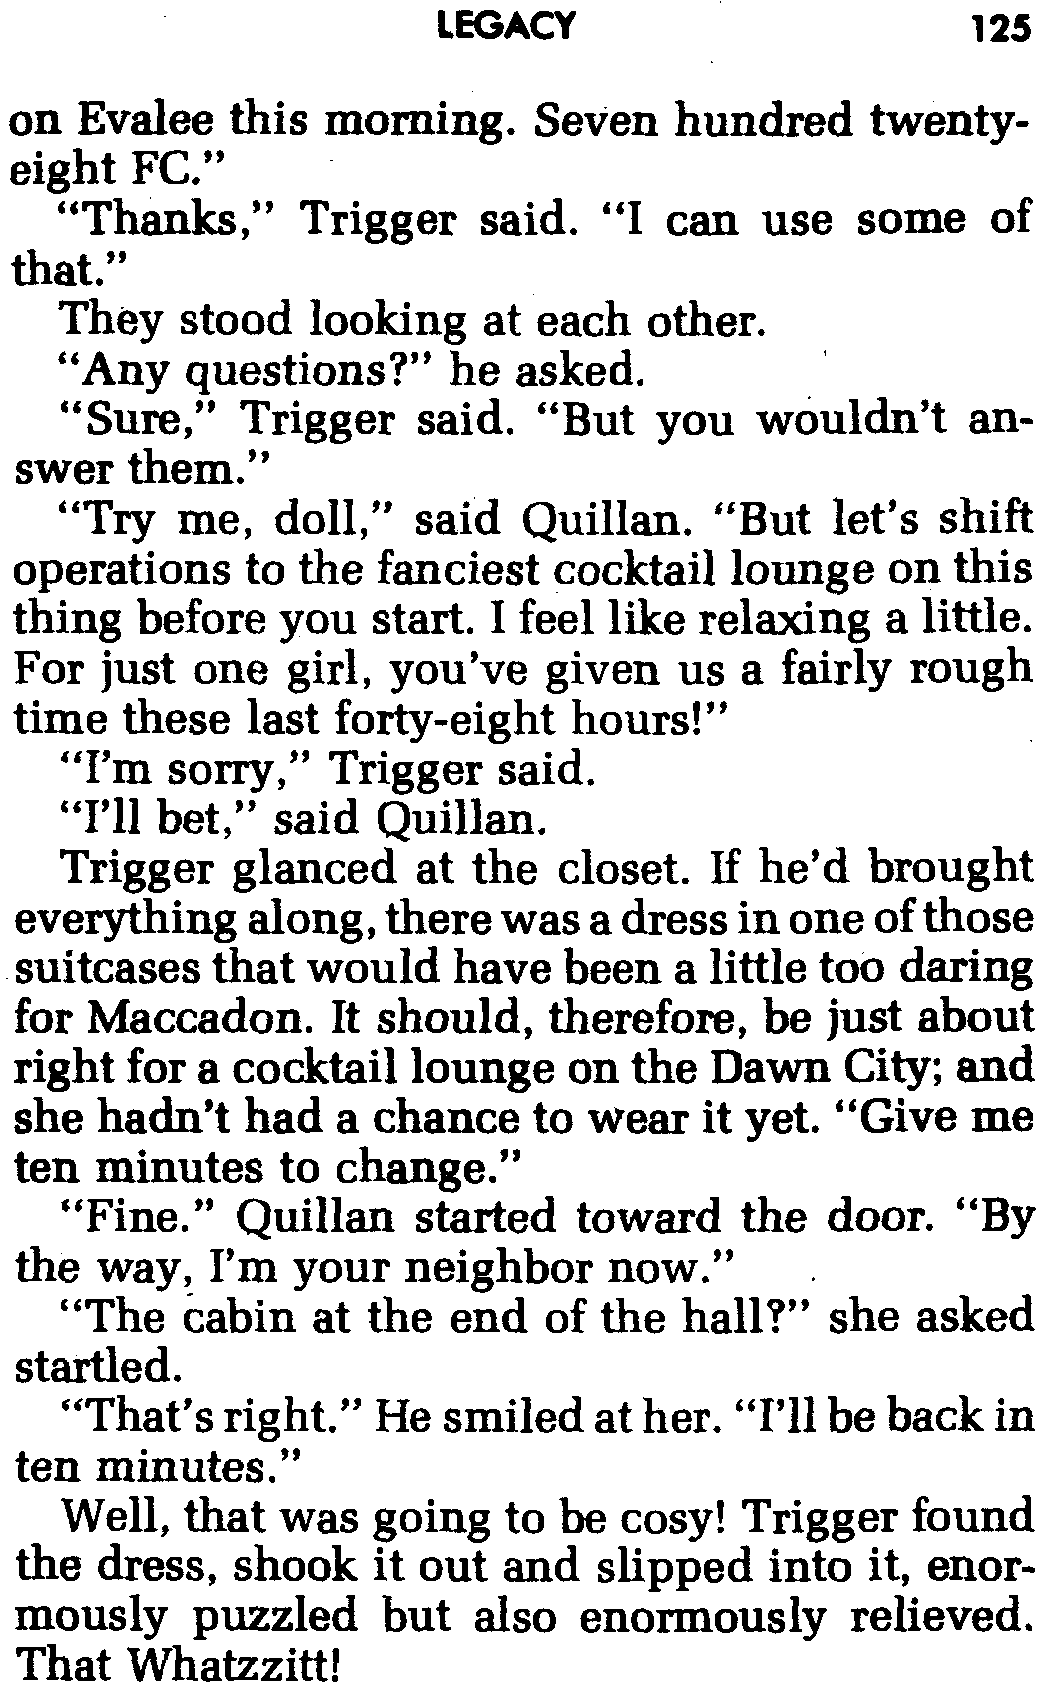 LEGACY 125
on Evalee this morning. Seven hundred twenty-
eight FC."
"Thanks," Trigger said. "I can use some of
that."
They stood looking at each other.
"Any questions?" he asked.
"Sure," Trigger said. "But you wouldn't an-
swer them."
"Try me, doll," said Quillan. "But let's shift
operations to the fanciest cocktail lounge on this
thing before you start. I feel like relaxing a little.
For just one girl, you've given us a fairly rough
time these last forty-eight hours!"
"I'm sorry," Trigger said.
"I'll bet," said Quillan.
Trigger glanced at the closet. If he'd brought
everything along, there was a dress in one of those
suitcases that would have been a little too daring
for Maccadon. It should, therefore, be just about
right for a cocktail lounge on the Dawn City; and
she hadn't had a chance to wear it yet. "Give me
ten minutes to change."
"Fine." Quillan started toward the door. "By
the way, I'm your neighbor now."
"The cabin at the end of the hall?" she asked
startled.
"That's right." He smiled at her. "I'll be back in
ten minutes."
Well, that was going to be cosy! Trigger found
the dress, shook it out and slipped into it, enor-
mously puzzled but also enormously relieved.
That Whatzzitt!